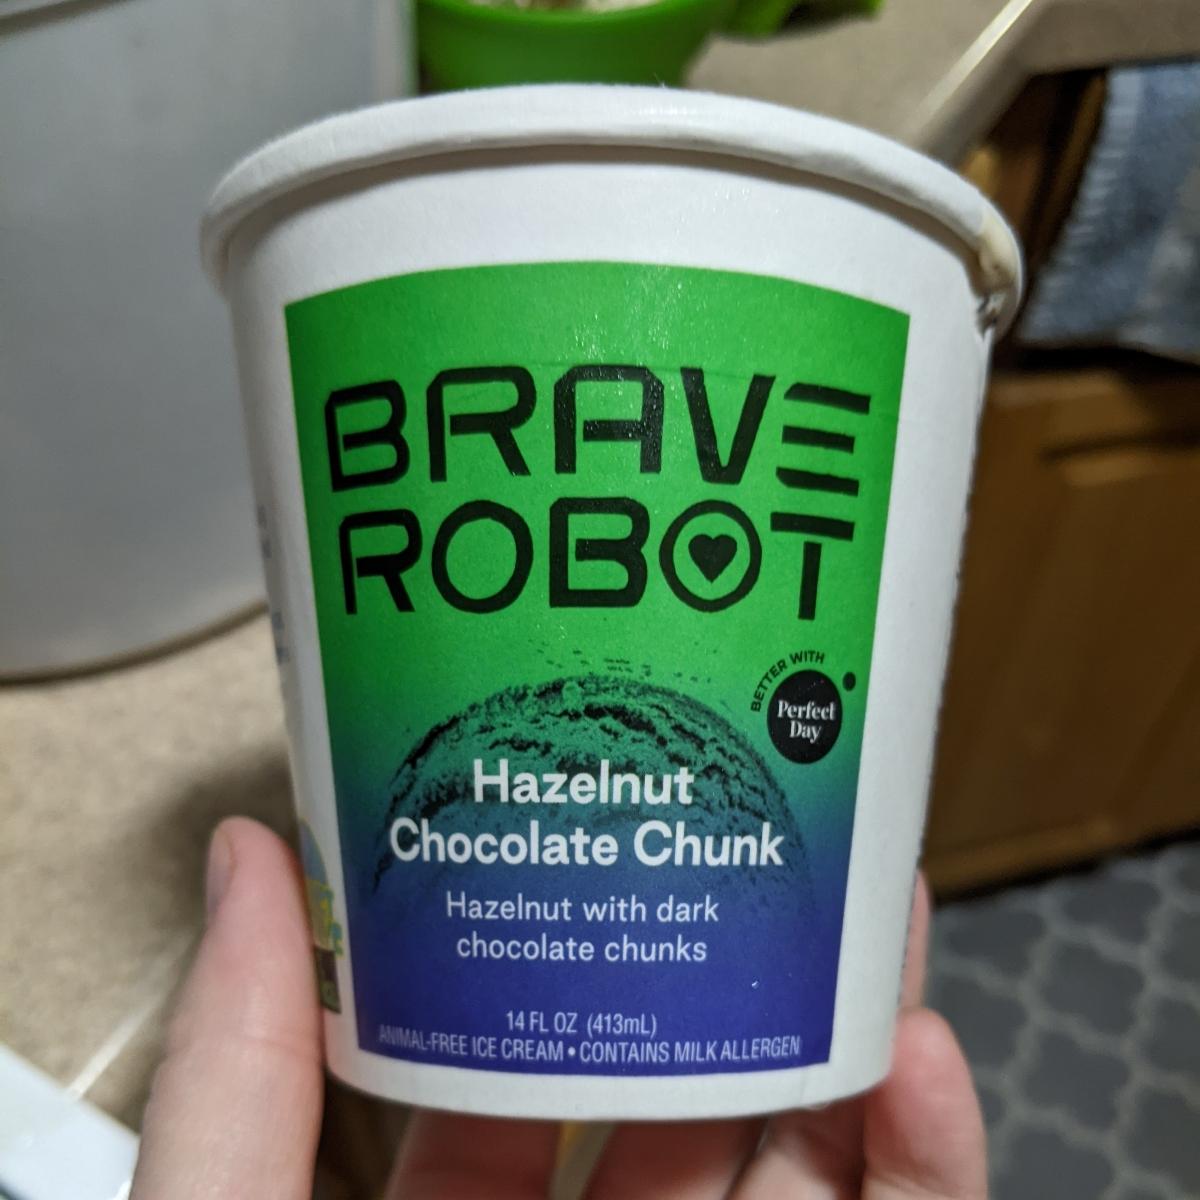 BRAVE
ROBOT
BETTER WITH
Perfect
Day
Hazelnut
Chocolate Chunk
Hazelnut with dark
chocolate chunks
14 FL OZ (413mL)
ANIMAL-FREE ICE CREAM • CONTAINS MILK ALLERGEN